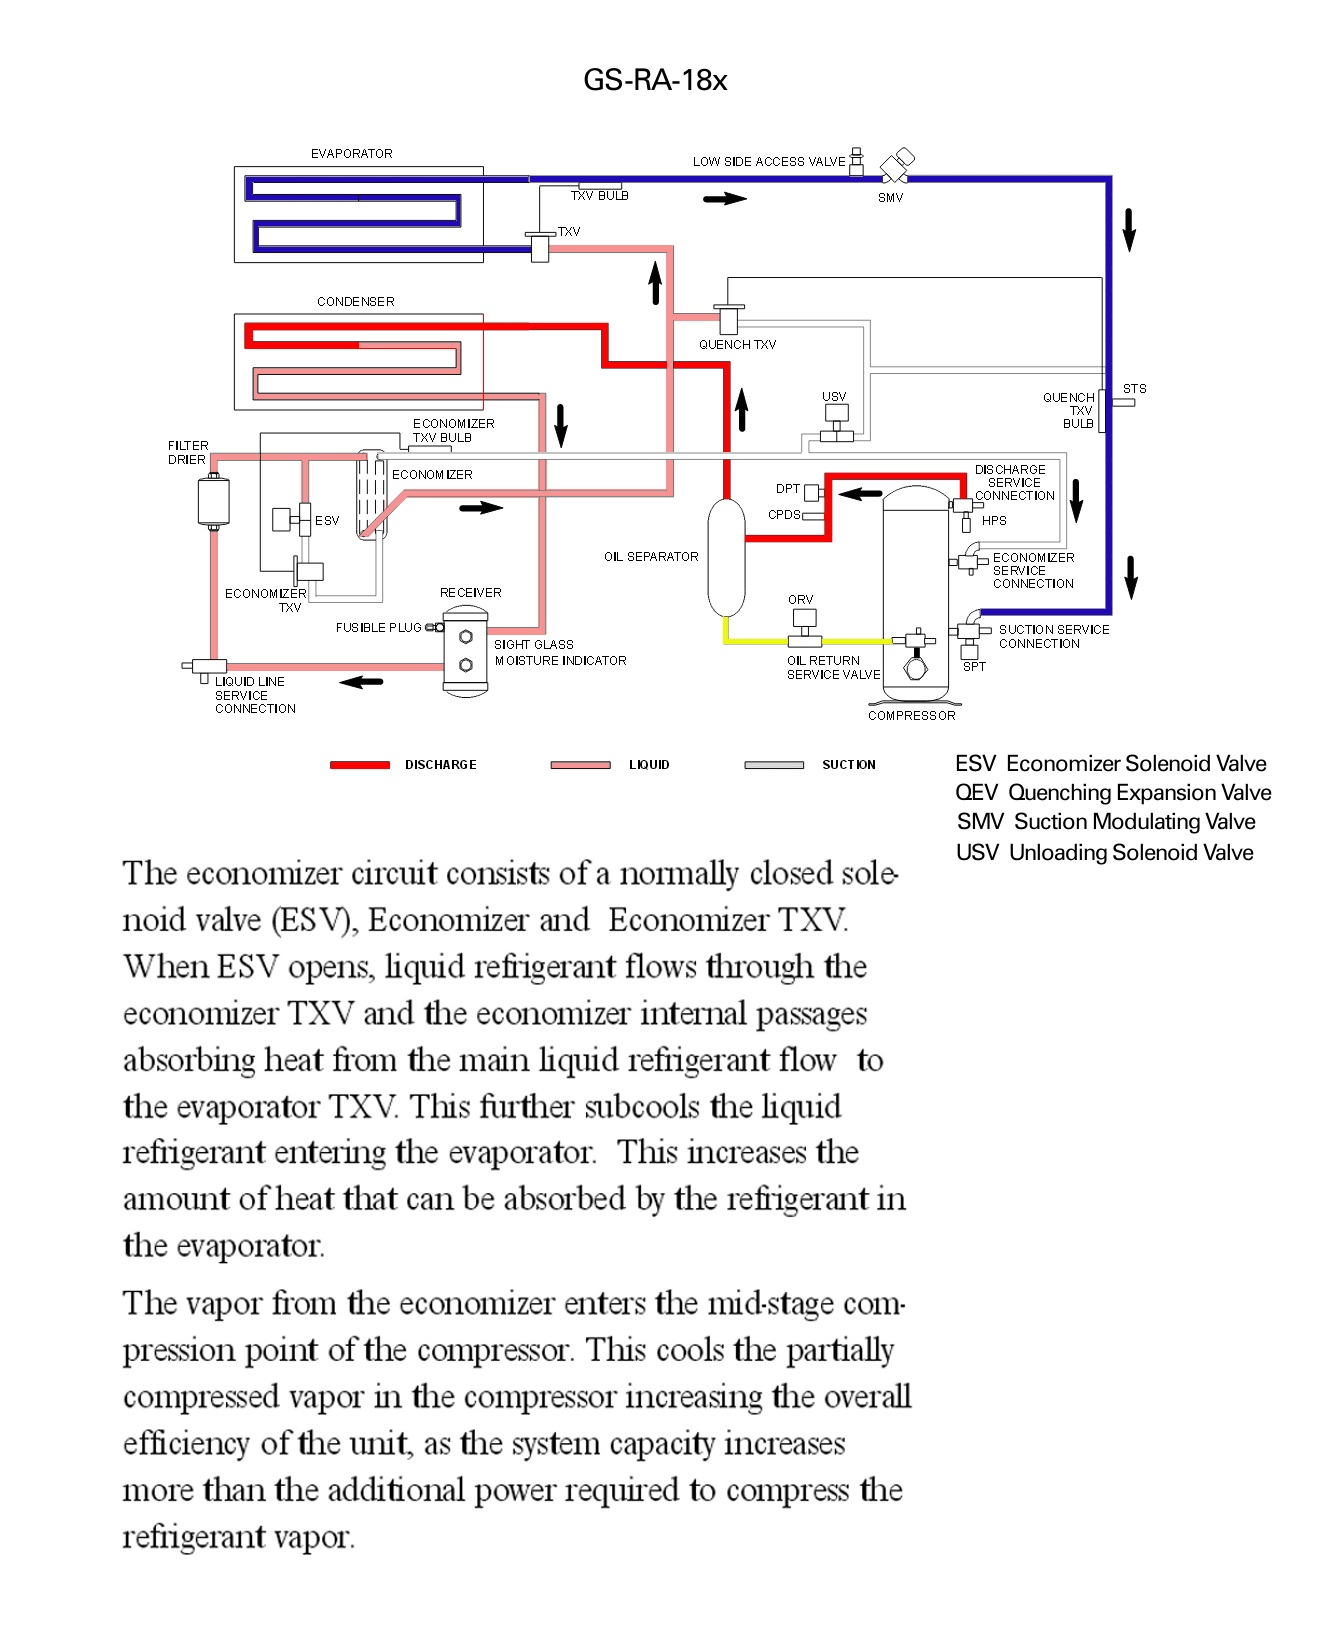 GS-RA-18x
EVAPORATOR
LOW SIDE ACCESS VALVE
TXV BULB
SMV
TXV
CONDENSER
QUENCH TXV
USV
QUENCH
TXV
BULB
STS
ECONOMIZER
TXV BULB
FILTER
DRIER
ECONOMIZER
DISCHARGE
SERVICE
CONNECTION
DPT
CPDS
HPS
ESV
OIL SEPARATOR
ECONOMIZER
SERVICE
CONNECTION
ECONOMIZER
TXV
RECEIVER
ORV
FUSIBLE PLUG
SIGHT GLASS
MOISTURE INDICATOR
SUCTION SERVICE
CONNECTION
OIL RETURN
SERVICE VALVE
SPT
LIQUID LINE
SERVICE
CONNECTION
COMPRESSOR
DISCHARGE
LIQUID
SUCTION
ESV Economizer Solenoid Valve
QEV Quenching Expansion Valve
SMV Suction Modulating Valve
USV Unloading Solenoid Valve
The economizer circuit consists of a normally closed sole-
noid valve (ESV), Economizer and Economizer TXV.
When ESV opens, liquid refrigerant flows through the
economizer TXV and the economizer internal passages
absorbing heat from the main liquid refrigerant flow to
the evaporator TXV. This further subcools the liquid
refrigerant entering the evaporator. This increases the
amount of heat that can be absorbed by the refrigerant in
the evaporator.
The vapor from the economizer enters the mid-stage com-
pression point of the compressor. This cools the partially
compressed vapor in the compressor increasing the overall
efficiency of the unit, as the system capacity increases
more than the additional power required to compress the
refrigerant vapor.